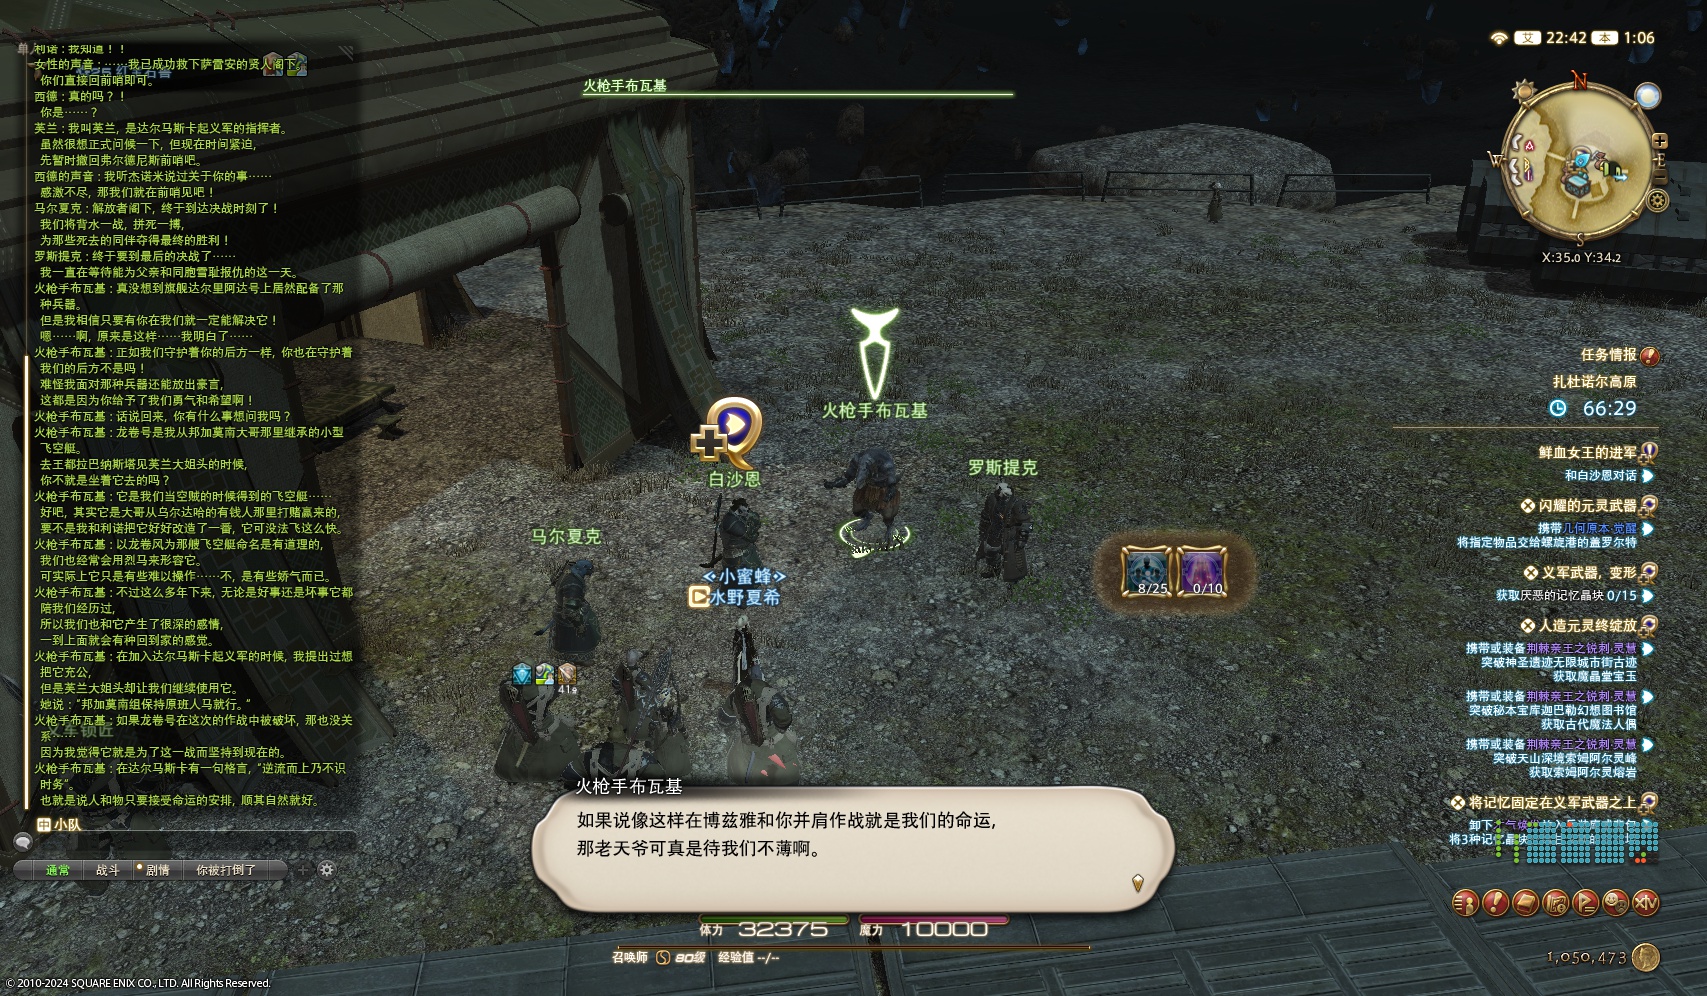 利诺：我知道！！
女性的声音：……我已成功救下萨雷安的贤人阁下。
你们直接回前哨即可。
西德：真的吗？！
你是……？
芙兰：我叫芙兰，是达尔马斯卡起义军的指挥者。
虽然很想正式问候一下，但现在时间紧迫，
先暂时撤回弗尔德尼斯前哨吧。
西德的声音：我听杰诺米说过关于你的事……
感激不尽，那我们就在前哨见吧！
马尔夏克：解放者阁下，终于到达决战时刻了！
我们将背水一战，拼死一搏，
为那些死去的同伴夺得最终的胜利！
罗斯提克：终于要到最后的决战了……
我一直在等待能为父亲和同胞雪耻报仇的这一天。
火枪手布瓦基：真没想到旗舰达尔里阿达号上居然配备了那
种兵器。
但是我相信只要有你在我们就一定能解决它！
嗯……啊，原来是这样……我明白了……
火枪手布瓦基：正如我们守护着你的后方一样，你也在守护着
我们的后方不是吗！
难怪我面对那种兵器还能放出豪言，
这都是因为你给予了我们勇气和希望啊！
火枪手布瓦基：话说回来，你有什么事想问我吗？
火枪手布瓦基：龙卷号是我从邦加莫南大哥那里继承的小型
飞空艇。
去王都拉巴纳斯塔见芙兰大姐头的时候，
你不就是坐着它去的吗？
火枪手布瓦基：它是我们当空贼的时候得到的飞空艇……
好吧，其实它是大哥从乌尔达哈的有钱人那里打赌赢来的，
要不是我和利诺把它好好改造了一番，它可没法飞这么快。
火枪手布瓦基：以龙卷风为那艘飞空艇命名是有道理的，
我们也经常会用烈马来形容它。
可实际上它只是有些难以操作……不，是有些娇气而已。
火枪手布瓦基：不过这么多年下来，无论是好事还是坏事它都
陪我们经历过，
所以我们也和它产生了很深的感情，
一到上面就会有种回到家的感觉。
火枪手布瓦基：在加入达尔马斯卡起义军的时候，我提出过想
把它充公，
但是芙兰大姐头却让我们继续使用它。
她说：“邦加莫南组保持原班人马就行。”
火枪手布瓦基：如果龙卷号在这次的作战中被破坏，那也没关
系……
因为我觉得它就是为了这一战而坚持到现在的。
火枪手布瓦基：在达尔马斯卡有一句格言，“逆流而上乃不识
时务”。
也就是说人和物只要接受命运的安排，顺其自然就好。
小队
通常 战斗 剧情 你被打倒了
火枪手布瓦基
火枪手布瓦基
白沙恩
罗斯提克
马尔夏克
«小蜜蜂»
水野夏希
41s
8/25 0/10
艾 22:42 本 1:06
N
W E
S
X:35.0 Y:34.2
任务情报
扎杜诺尔高原
66:29
鲜血女王的进军
和白沙恩对话
闪耀的元灵武器
携带几何原本·觉醒
将指定物品交给螺旋港的盖罗尔特
义军武器，变形
获取厌恶的记忆晶块 0/15
人造元灵终绽放
携带或装备荆棘亲王之锐刺·灵慧
突破神圣遗迹无限城市街古迹
获取魔晶堂宝玉
携带或装备荆棘亲王之锐刺·灵慧
突破秘本宝库迦巴勒幻想图书馆
获取古代魔法人偶
携带或装备荆棘亲王之锐刺·灵慧
突破天山深境索姆阿尔灵峰
获取索姆阿尔灵熔岩
将记忆固定在义军武器之上
卸下
将3种记
火枪手布瓦基
如果说像这样在博兹雅和你并肩作战就是我们的命运，
那老天爷可真是待我们不薄啊。
体力 32375 魔力 10000
召唤师 80级 经验值 --/--
1,050,473
© 2010-2024 SQUARE ENIX CO., LTD. All Rights Reserved.